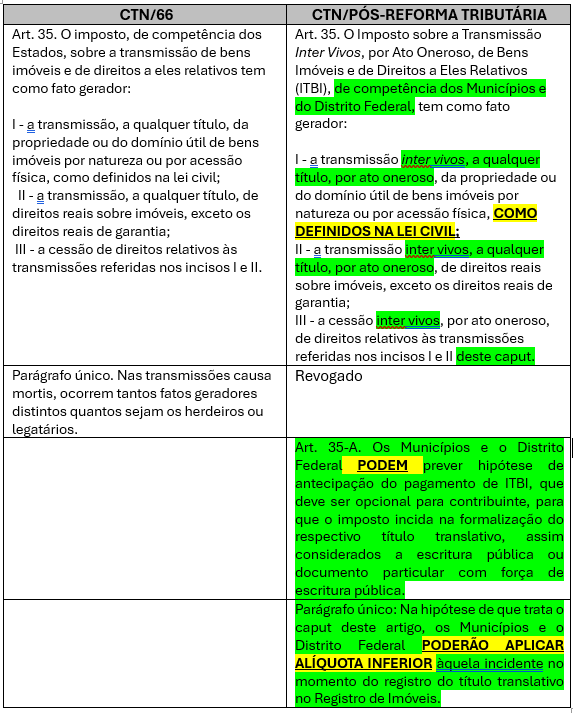 CTN/66
CTN/PÓS-REFORMA TRIBUTÁRIA
Art. 35. O imposto, de competência dos
Estados, sobre a transmissão de bens
imóveis e de direitos a eles relativos tem
como fato gerador:
I - a transmissão, a qualquer título, da
propriedade ou do domínio útil de bens
imóveis por natureza ou por acessão
física, como definidos na lei civil;
II - a transmissão, a qualquer título, de
direitos reais sobre imóveis, exceto os
direitos reais de garantia;
III - a cessão de direitos relativos às
transmissões referidas nos incisos I e II.
Art. 35. O Imposto sobre a Transmissão
Inter Vivos, por Ato Oneroso, de Bens
Imóveis e de Direitos a Eles Relativos
(ITBI), de competência dos Municípios e
do Distrito Federal, tem como fato
gerador:
I - a transmissão inter vivos, a qualquer
título, por ato oneroso, da propriedade ou
do domínio útil de bens imóveis por
natureza ou por acessão física, COMO
DEFINIDOS NA LEI CIVIL;
II - a transmissão inter vivos, a qualquer
título, por ato oneroso, de direitos reais
sobre imóveis, exceto os direitos reais de
garantia;
III - a cessão inter vivos, por ato oneroso,
de direitos relativos às transmissões
referidas nos incisos I e II deste caput.
Parágrafo único. Nas transmissões causa
mortis, ocorrem tantos fatos geradores
distintos quantos sejam os herdeiros ou
legatários.
Revogado
Art. 35-A. Os Municípios e o Distrito
Federal PODEM prever hipótese de
antecipação do pagamento de ITBI, que
deve ser opcional para contribuinte, para
que o imposto incida na formalização do
respectivo título translativo, assim
considerados a escritura pública ou
documento particular com força de
escritura pública.
Parágrafo único: Na hipótese de que trata o
caput deste artigo, os Municípios e o
Distrito Federal PODERÃO APLICAR
ALÍQUOTA INFERIOR àquela incidente no
momento do registro do título translativo
no Registro de Imóveis.